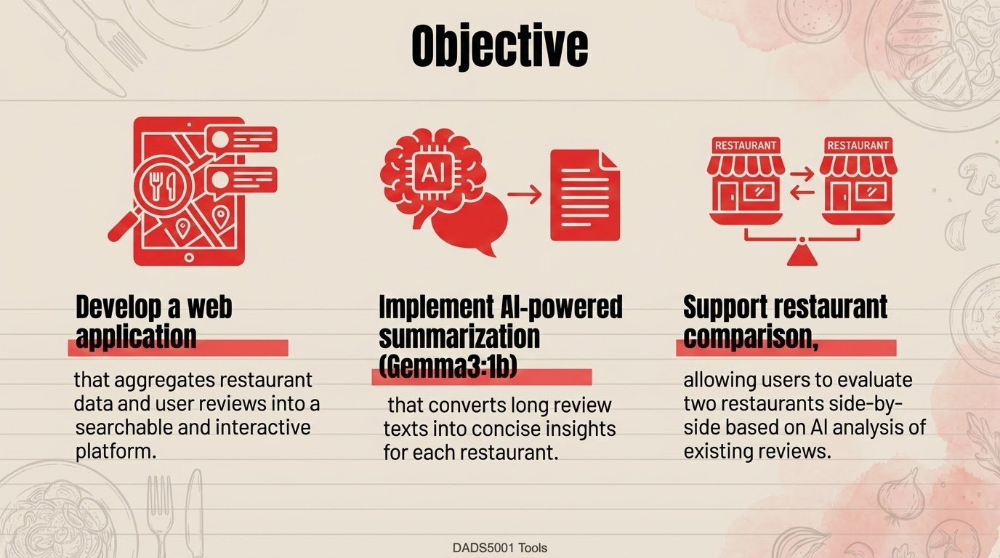 Objective
AI
RESTAURANT
RESTAURANT
Develop a web
application
that aggregates restaurant
data and user reviews into a
searchable and interactive
platform.
Implement AI-powered
summarization
(Gemma3:1b)
that converts long review
texts into concise insights
for each restaurant.
Support restaurant
comparison,
allowing users to evaluate
two restaurants side-by-
side based on AI analysis of
existing reviews.
DADS5001 Tools